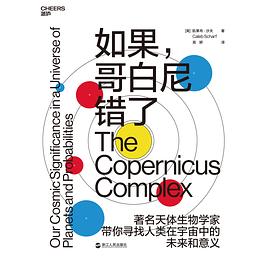 CHEERS
湛庐
[美] 凯莱布·沙夫 著
Caleb Scharf
高妍 译
如果,
哥白尼
错了
The
Copernicus
Complex
Our Cosmic Significance in a Universe of
Planets and Probabilities
著名天体生物学家
带你寻找人类在宇宙中的
未来和意义
浙江人民出版社